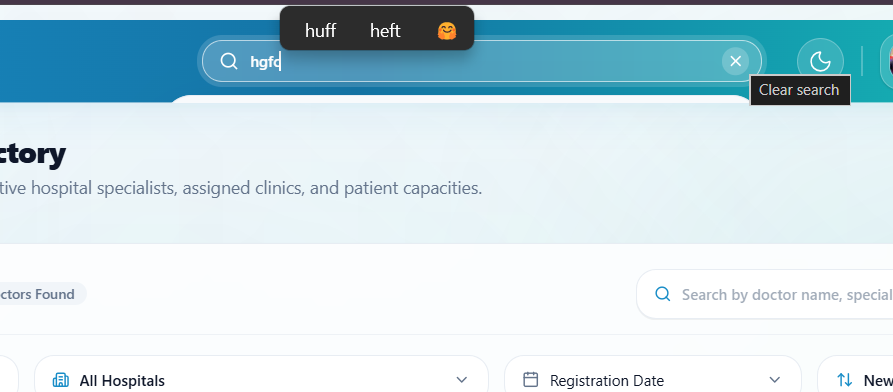 huff heft 🤗
hgfc
Clear search
ctory
tive hospital specialists, assigned clinics, and patient capacities.
ctors Found
Search by doctor name, special
All Hospitals
Registration Date
New